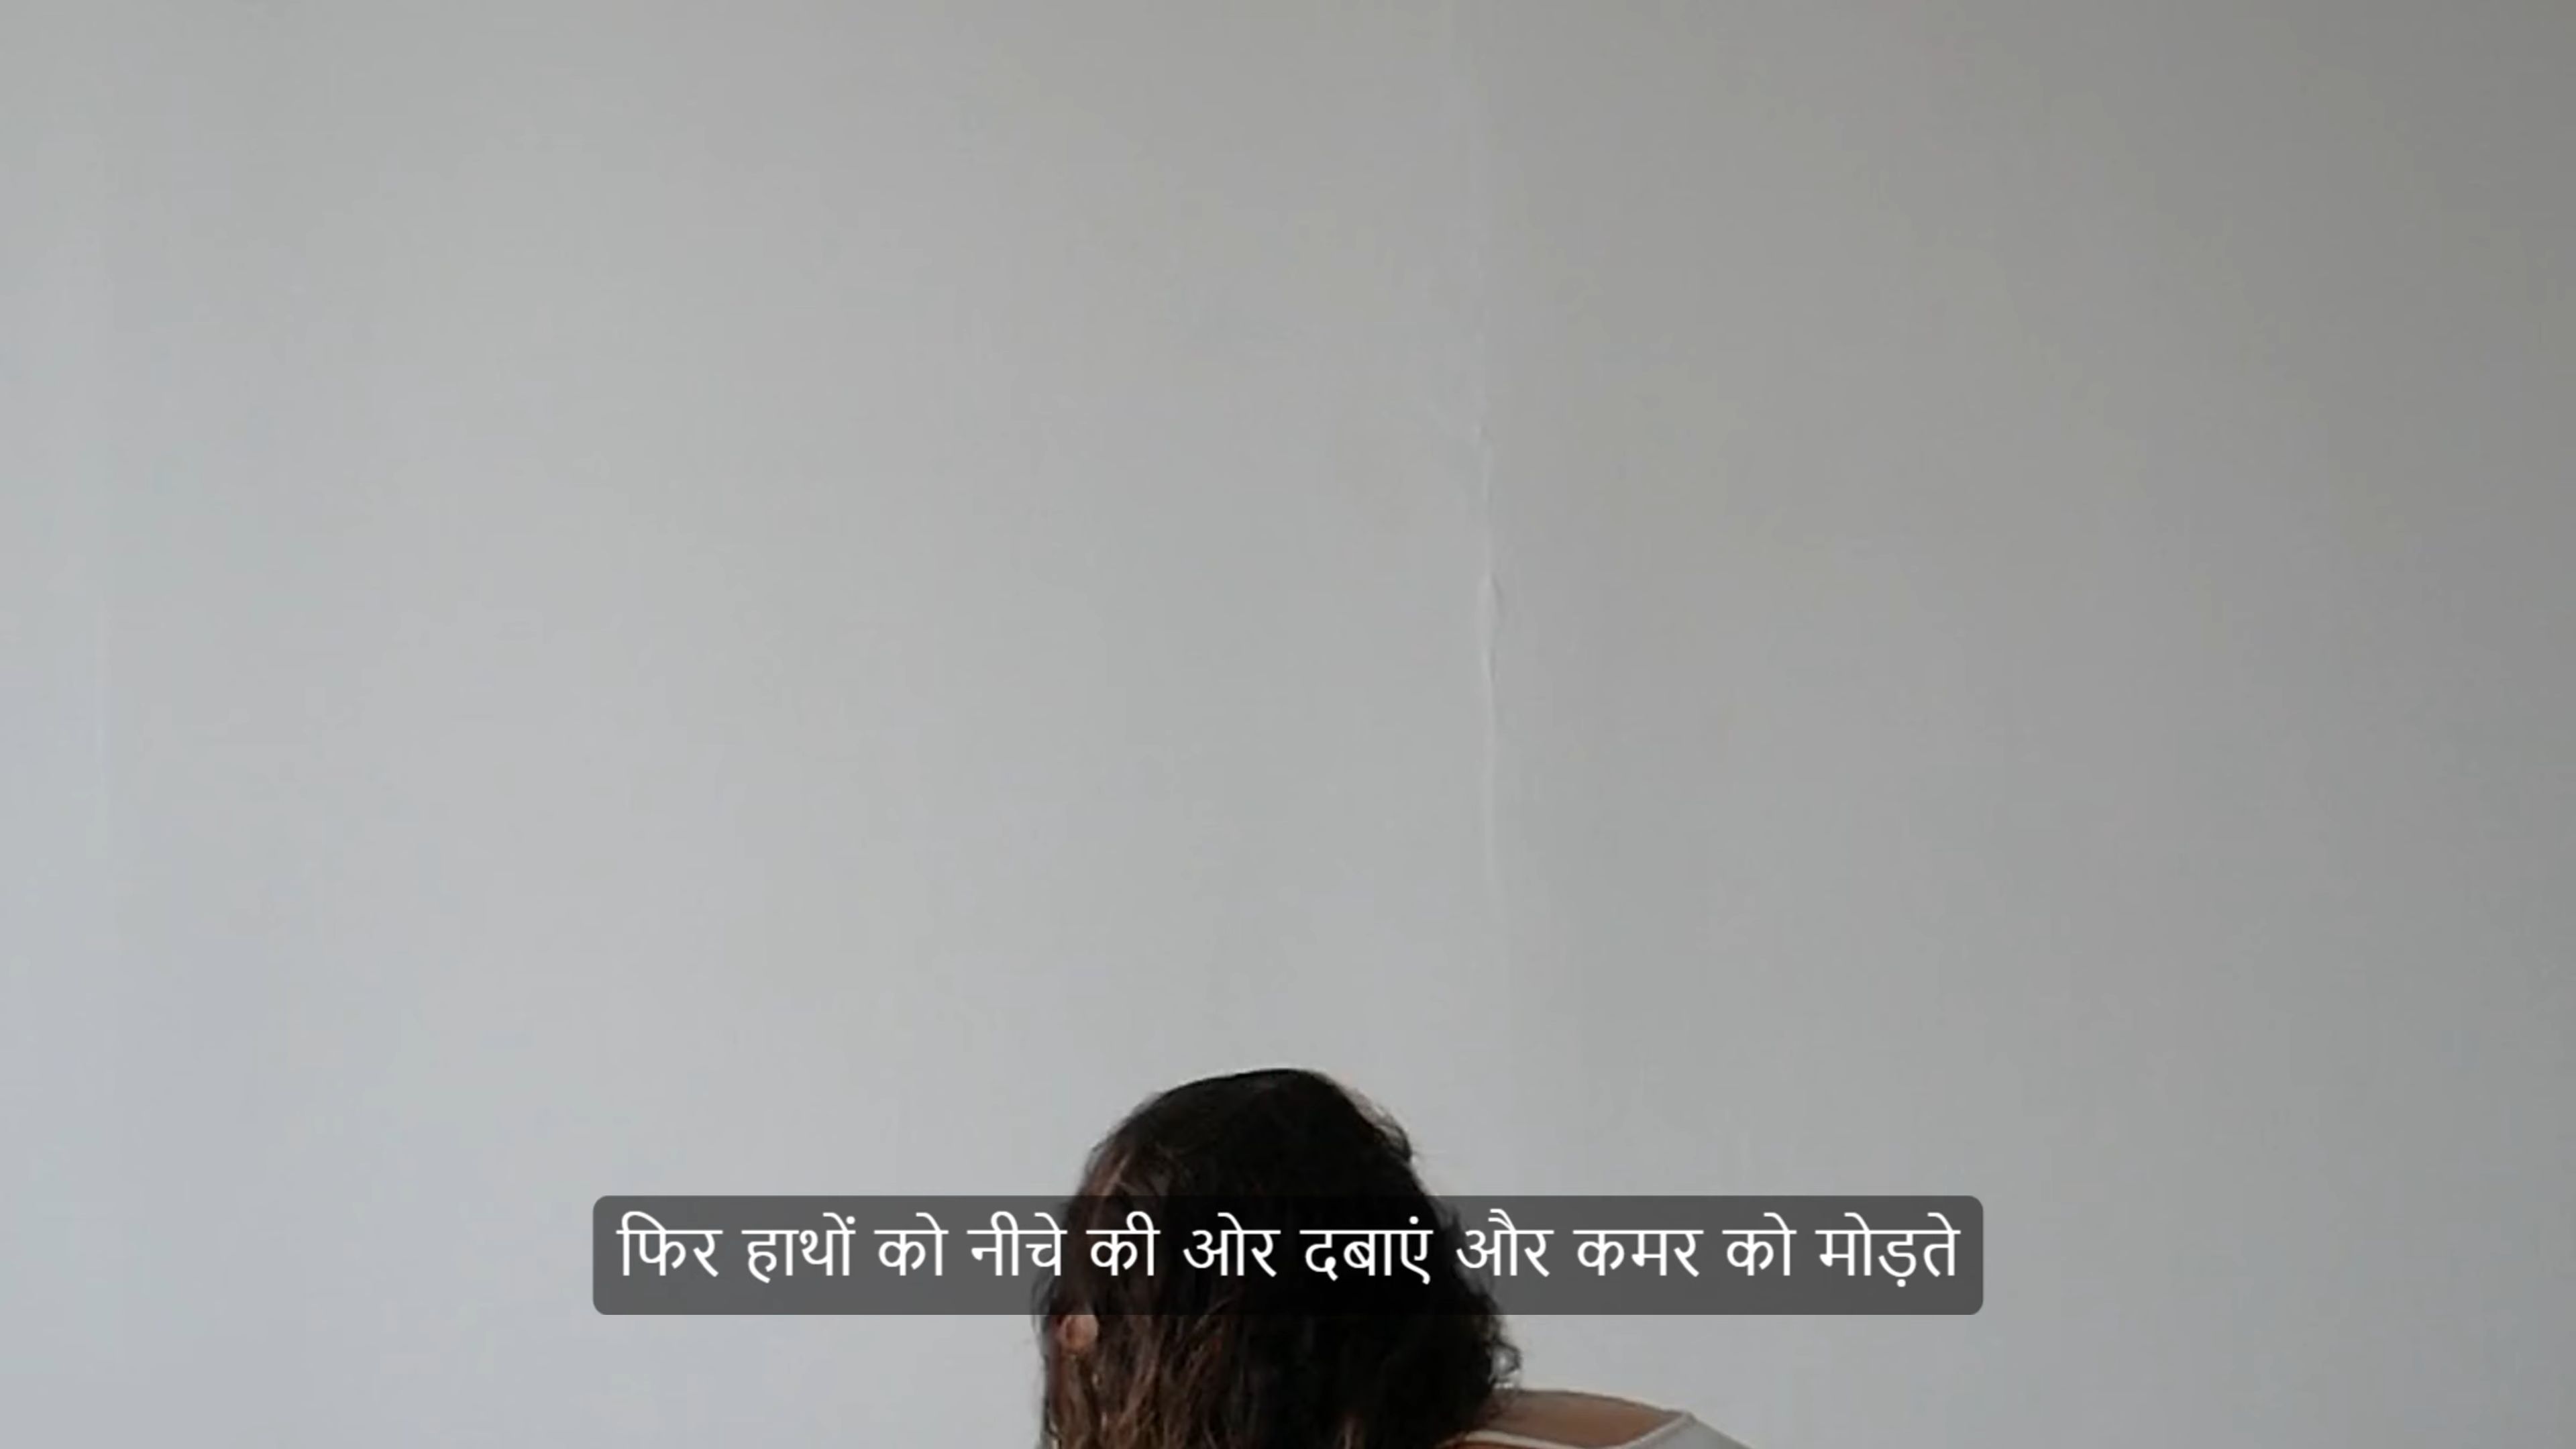 फिर हाथों को नीचे की ओर दबाएं और कमर को मोड़ते